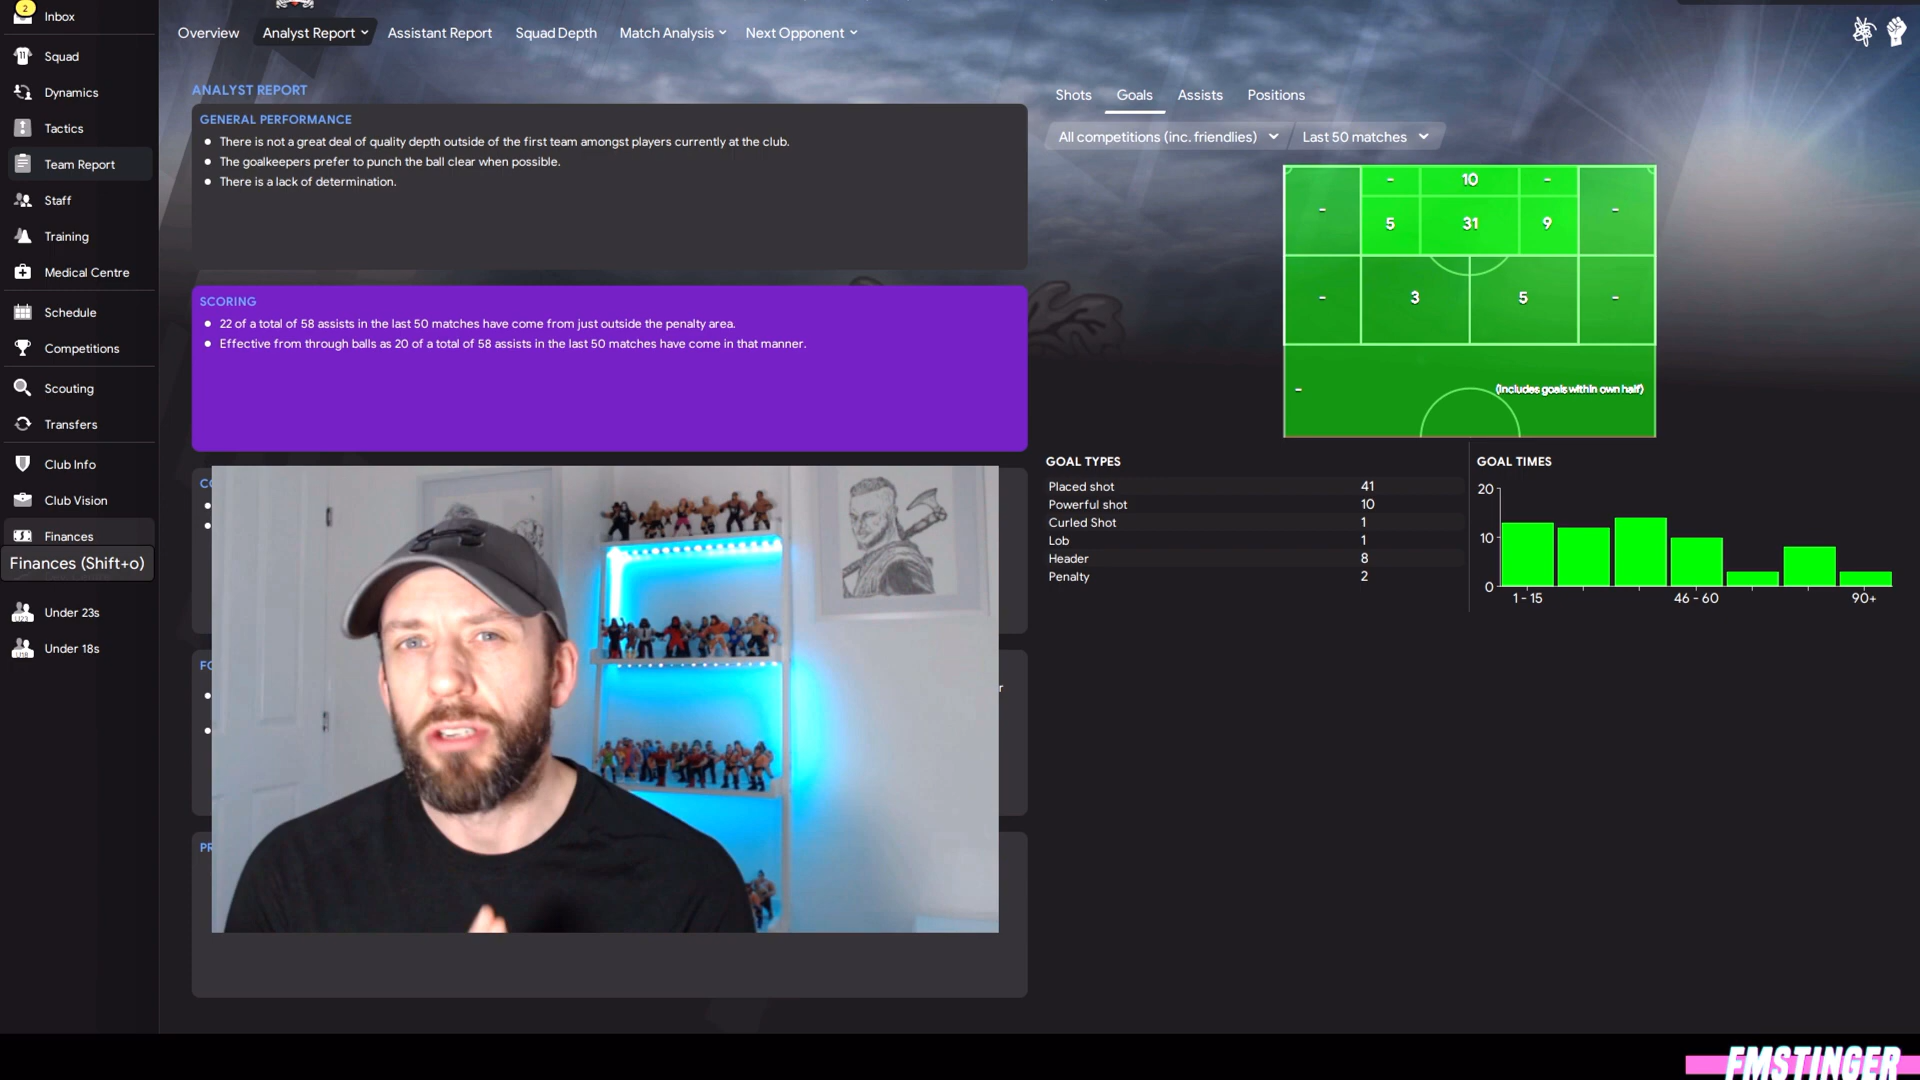 2
Inbox
Squad
Dynamics
Tactics
Team Report
Staff
Training
Medical Centre
Schedule
Competitions
Scouting
Transfers
Club Info
Club Vision
Finances
Finances (Shift+o)
Under 23s
Under 18s
Overview
Analyst Report
Assistant Report
Squad Depth
Match Analysis
Next Opponent
ANALYST REPORT
GENERAL PERFORMANCE
There is not a great deal of quality depth outside of the first team amongst players currently at the club.
The goalkeepers prefer to punch the ball clear when possible.
There is a lack of determination.
SCORING
22 of a total of 58 assists in the last 50 matches have come from just outside the penalty area.
Effective from through balls as 20 of a total of 58 assists in the last 50 matches have come in that manner.
CO
FO
r
PR
Shots
Goals
Assists
Positions
All competitions (inc. friendlies)
Last 50 matches
- - 10 - -
5 31 9
- 3 5 -
- (Includes goals within own half)
GOAL TYPES
Placed shot 41
Powerful shot 10
Curled Shot 1
Lob 1
Header 8
Penalty 2
GOAL TIMES
20
10
0
1 - 15
46 - 60
90+
FMSTINGER